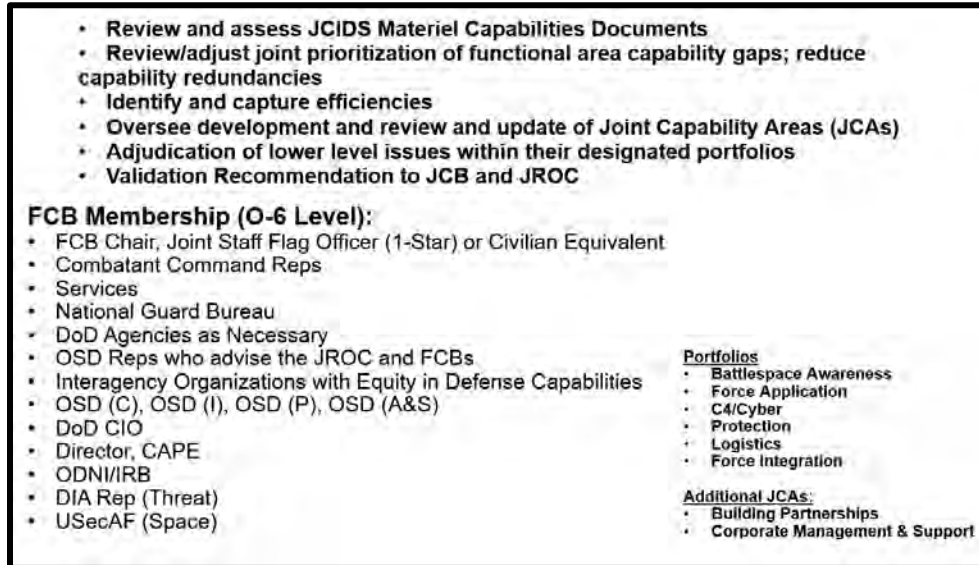 • Review and assess JCIDS Materiel Capabilities Documents
• Review/adjust joint prioritization of functional area capability gaps; reduce
capability redundancies
• Identify and capture efficiencies
• Oversee development and review and update of Joint Capability Areas (JCAs)
• Adjudication of lower level issues within their designated portfolios
• Validation Recommendation to JCB and JROC
FCB Membership (O-6 Level):
• FCB Chair, Joint Staff Flag Officer (1-Star) or Civilian Equivalent
• Combatant Command Reps
• Services
• National Guard Bureau
• DoD Agencies as Necessary
• OSD Reps who advise the JROC and FCBs
• Interagency Organizations with Equity in Defense Capabilities
• OSD (C), OSD (I), OSD (P), OSD (A&S)
• DoD CIO
• Director, CAPE
• ODNI/IRB
• DIA Rep (Threat)
• USecAF (Space)
Portfolios
• Battlespace Awareness
• Force Application
• C4/Cyber
• Protection
• Logistics
• Force Integration
Additional JCAs:
• Building Partnerships
• Corporate Management & Support